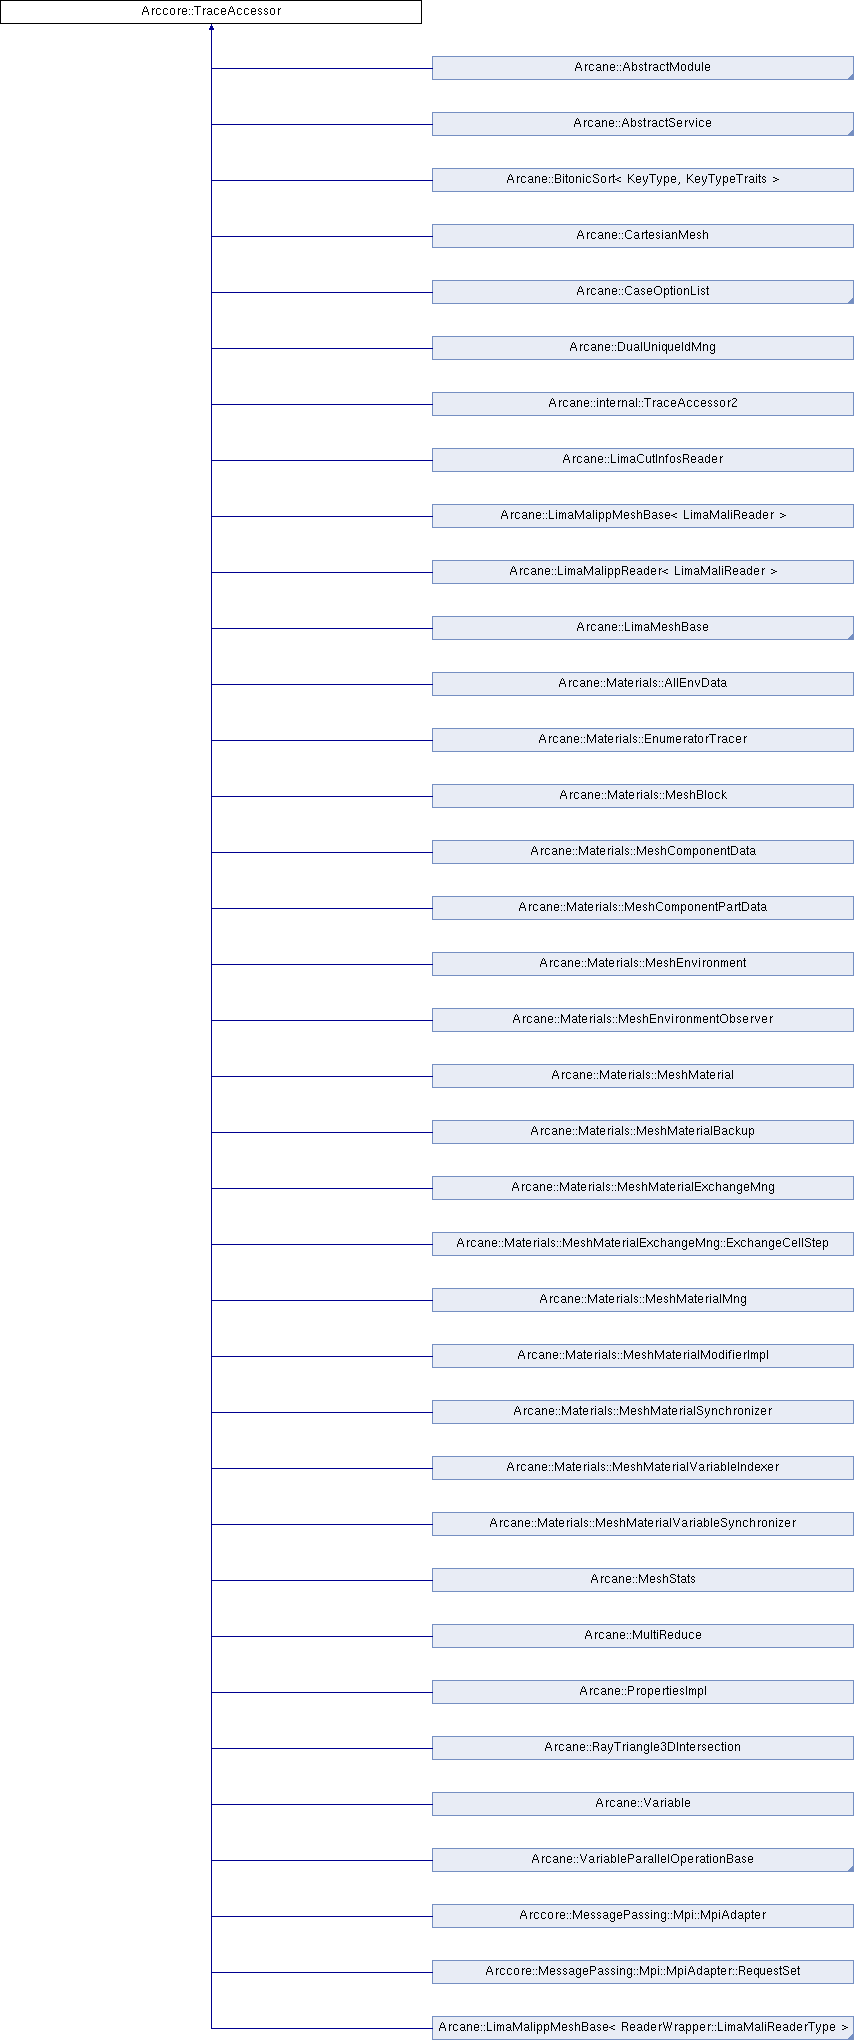 Arccore::TraceAccessor
Arcane::AbstractModule
Arcane::AbstractService
Arcane::BitonicSort< KeyType, KeyTypeTraits >
Arcane::CartesianMesh
Arcane::CaseOptionList
Arcane::DualUniqueIdMng
Arcane::internal::TraceAccessor2
Arcane::LimaCutInfosReader
Arcane::LimaMalippMeshBase< LimaMaliReader >
Arcane::LimaMalippReader< LimaMaliReader >
Arcane::LimaMeshBase
Arcane::Materials::AllEnvData
Arcane::Materials::EnumeratorTracer
Arcane::Materials::MeshBlock
Arcane::Materials::MeshComponentData
Arcane::Materials::MeshComponentPartData
Arcane::Materials::MeshEnvironment
Arcane::Materials::MeshEnvironmentObserver
Arcane::Materials::MeshMaterial
Arcane::Materials::MeshMaterialBackup
Arcane::Materials::MeshMaterialExchangeMng
Arcane::Materials::MeshMaterialExchangeMng::ExchangeCellStep
Arcane::Materials::MeshMaterialMng
Arcane::Materials::MeshMaterialModifierImpl
Arcane::Materials::MeshMaterialSynchronizer
Arcane::Materials::MeshMaterialVariableIndexer
Arcane::Materials::MeshMaterialVariableSynchronizer
Arcane::MeshStats
Arcane::MultiReduce
Arcane::PropertiesImpl
Arcane::RayTriangle3DIntersection
Arcane::Variable
Arcane::VariableParallelOperationBase
Arccore::MessagePassing::Mpi::MpiAdapter
Arccore::MessagePassing::Mpi::MpiAdapter::RequestSet
Arcane::LimaMalippMeshBase< ReaderWrapper::LimaMaliReaderType >